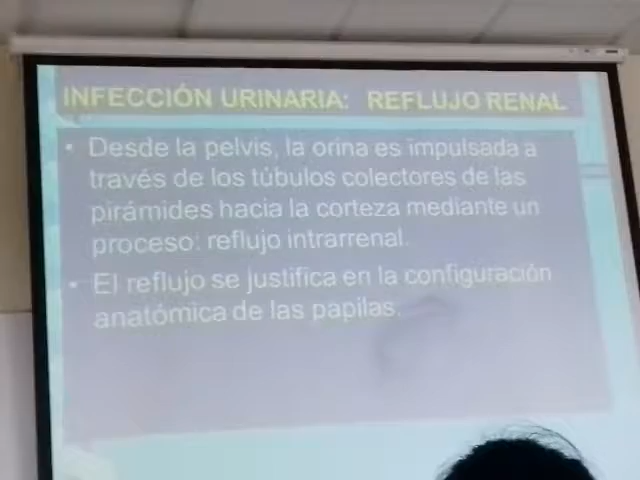 INFECCIÓN URINARIA: REFLUJO RENAL
• Desde la pelvis, la orina es impulsada a
través de los túbulos colectores de las
pirámides hacia la corteza mediante un
proceso: reflujo intrarrenal.
• El reflujo se justifica en la configuración
anatómica de las papilas.